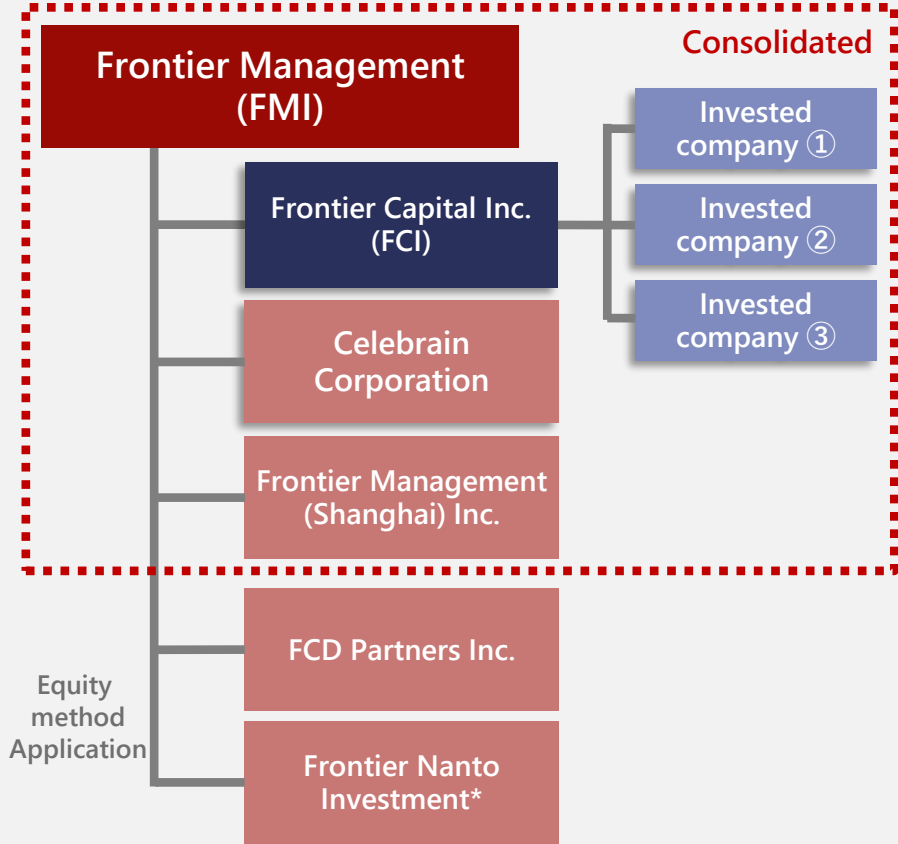 Consolidated
Frontier Management
(FMI)
Invested
company ①
Frontier Capital Inc.
(FCI)
Invested
company ②
Invested
company ③
Celebrain
Corporation
Frontier Management
(Shanghai) Inc.
FCD Partners Inc.
Equity
method
Application
Frontier Nanto
Investment*